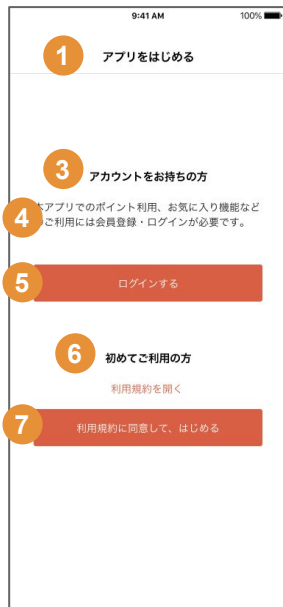 9:41 AM 100%
1 アプリをはじめる
3 アカウントをお持ちの方
アプリでのポイント利用、お気に入り機能など
4 ご利用には会員登録・ログインが必要です。
5 ログインする
6 初めてご利用の方
利用規約を開く
7 利用規約に同意して、はじめる